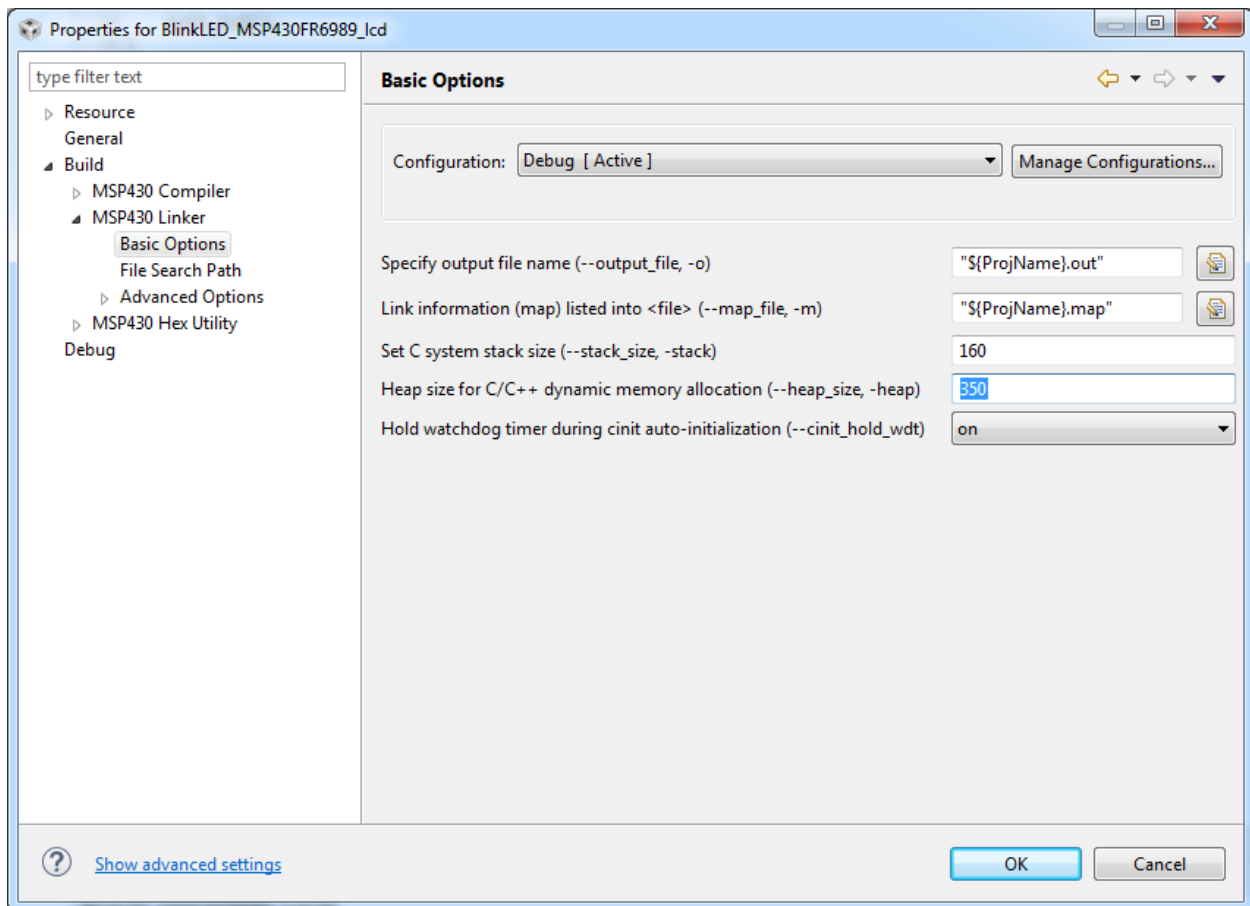 Properties for BlinkLED_MSP430FR6989_lcd
type filter text
Resource
General
Build
MSP430 Compiler
MSP430 Linker
Basic Options
File Search Path
Advanced Options
MSP430 Hex Utility
Debug
Basic Options
Configuration: Debug [ Active ] Manage Configurations...
Specify output file name (--output_file, -o) "${ProjName}.out"
Link information (map) listed into <file> (--map_file, -m) "${ProjName}.map"
Set C system stack size (--stack_size, -stack) 160
Heap size for C/C++ dynamic memory allocation (--heap_size, -heap) 350
Hold watchdog timer during cinit auto-initialization (--cinit_hold_wdt) on
? Show advanced settings OK Cancel